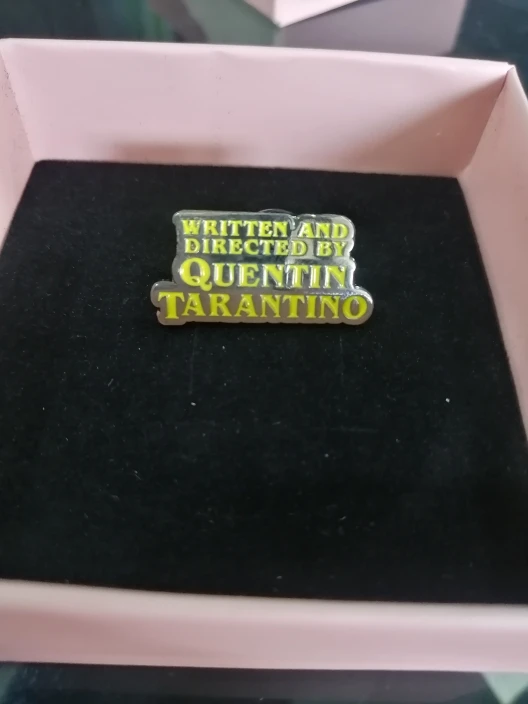 WRITTEN AND
DIRECTED BY
QUENTIN
TARANTINO